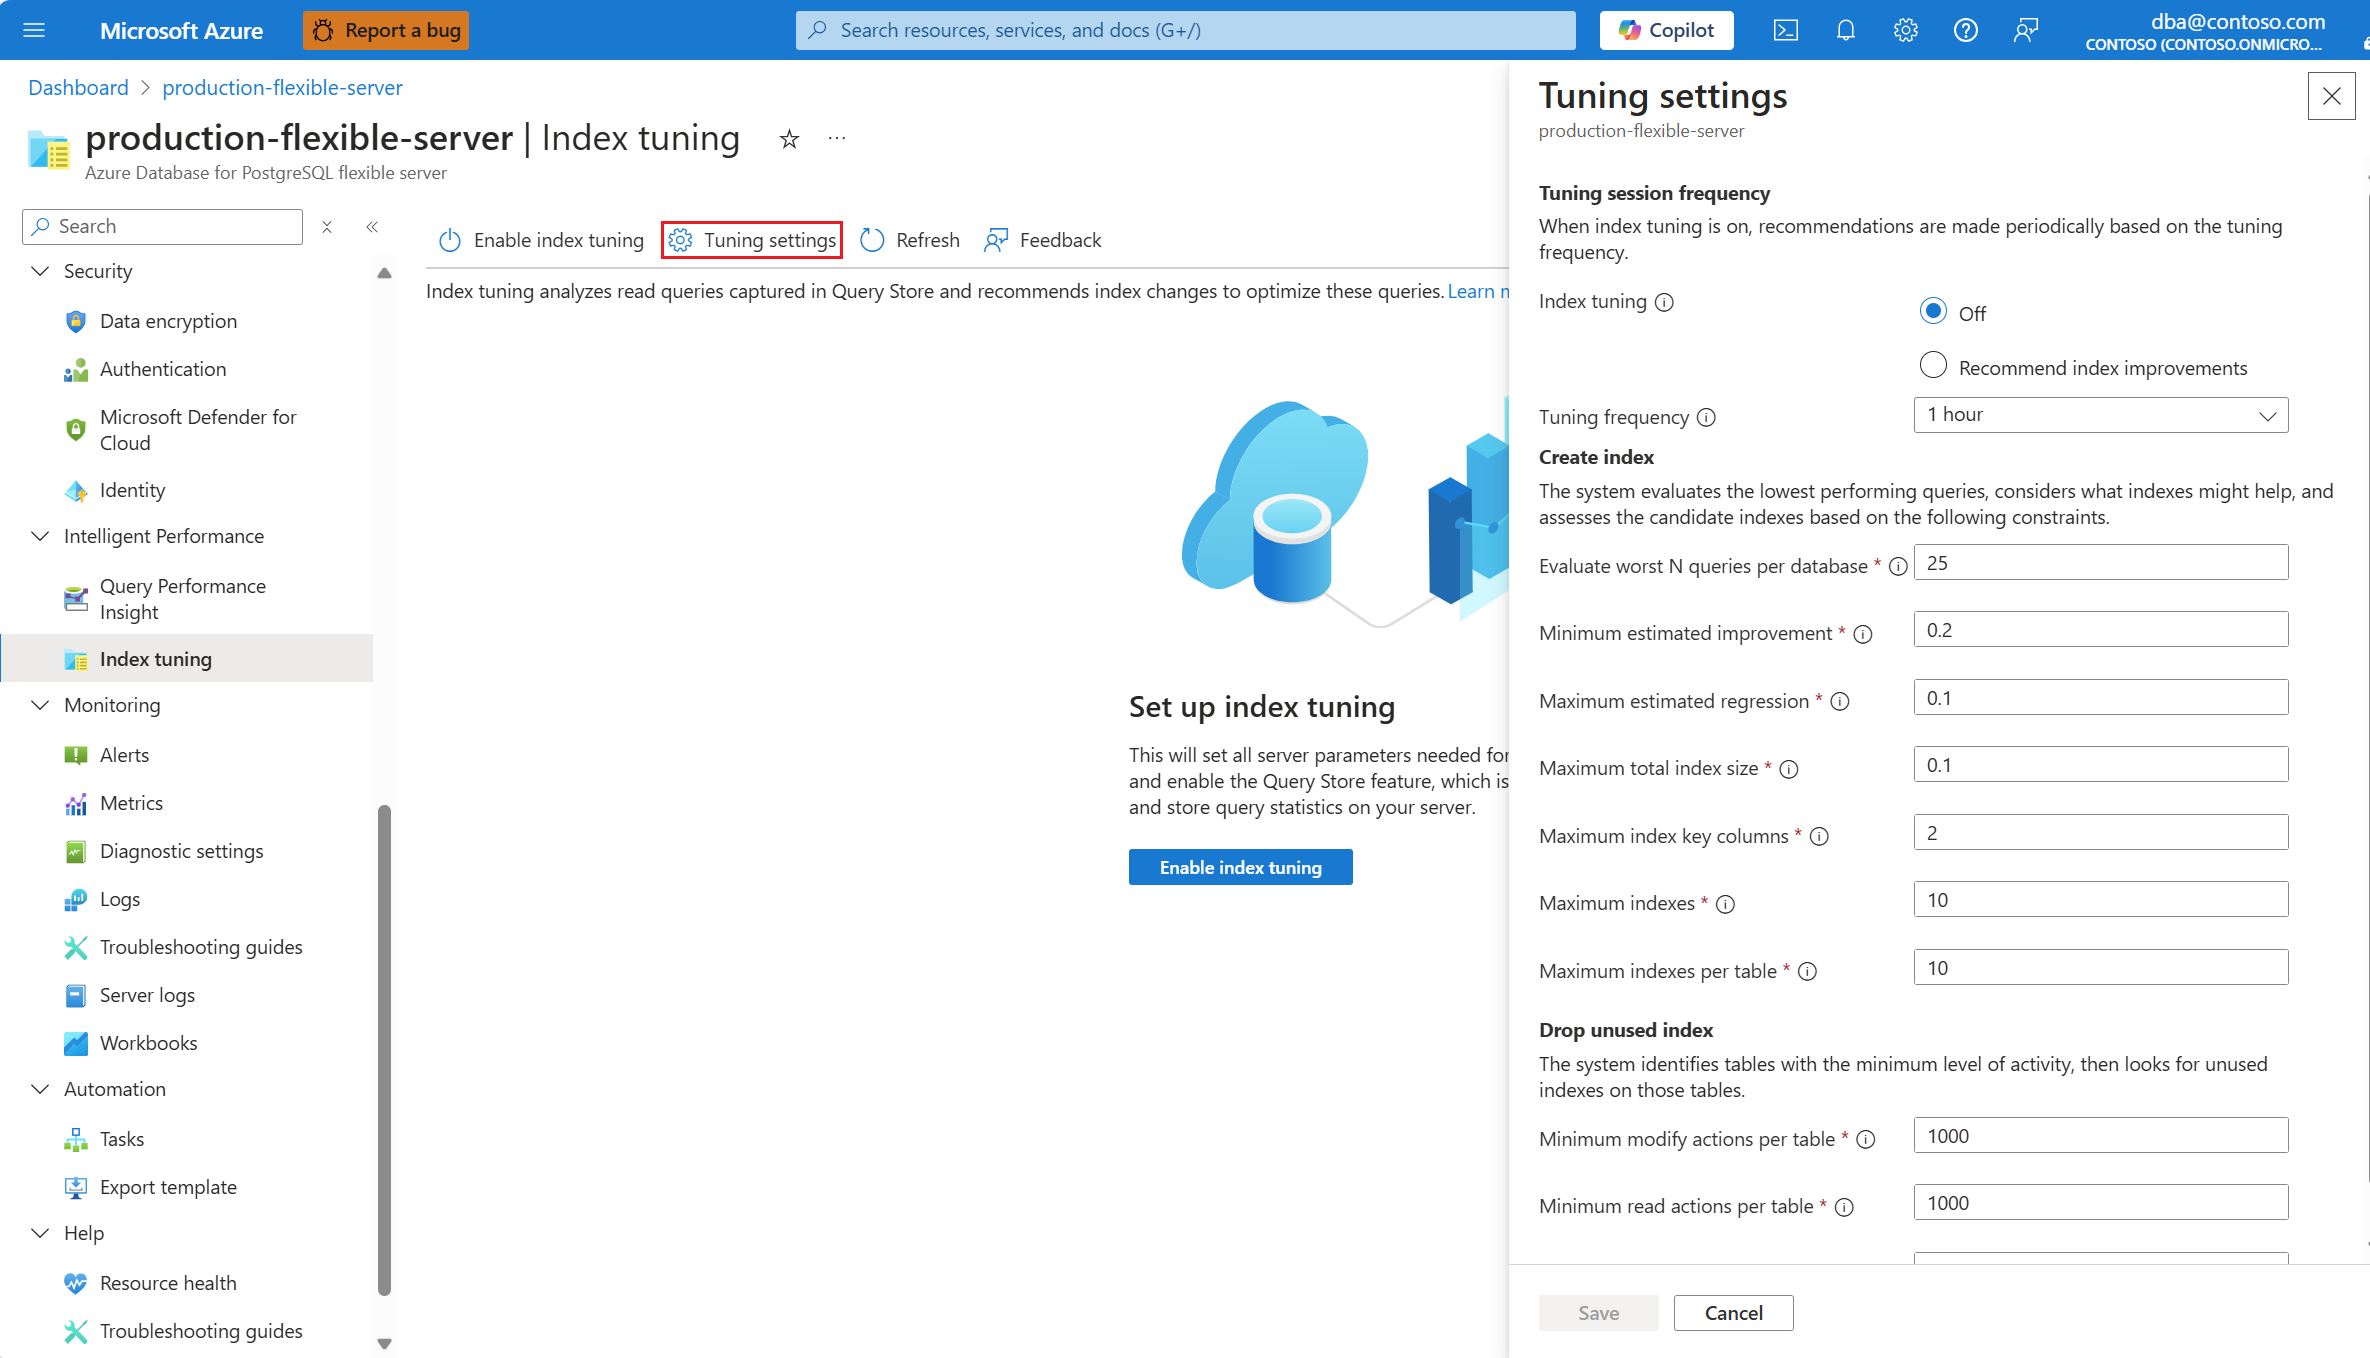 Microsoft Azure
Report a bug
Search resources, services, and docs (G+/)
Copilot
dba@contoso.com
CONTOSO (CONTOSO.ONMICRO...
Dashboard > production-flexible-server
production-flexible-server | Index tuning
Azure Database for PostgreSQL flexible server
Search
Security
Data encryption
Authentication
Microsoft Defender for
Cloud
Identity
Intelligent Performance
Query Performance
Insight
Index tuning
Monitoring
Alerts
Metrics
Diagnostic settings
Logs
Troubleshooting guides
Server logs
Workbooks
Automation
Tasks
Export template
Help
Resource health
Troubleshooting guides
Enable index tuning
Tuning settings
Refresh
Feedback
Index tuning analyzes read queries captured in Query Store and recommends index changes to optimize these queries. Learn
Set up index tuning
This will set all server parameters needed for
and enable the Query Store feature, which is
and store query statistics on your server.
Enable index tuning
Tuning settings
production-flexible-server
Tuning session frequency
When index tuning is on, recommendations are made periodically based on the tuning
frequency.
Index tuning
Off
Recommend index improvements
Tuning frequency
1 hour
Create index
The system evaluates the lowest performing queries, considers what indexes might help, and
assesses the candidate indexes based on the following constraints.
Evaluate worst N queries per database *
25
Minimum estimated improvement *
0.2
Maximum estimated regression *
0.1
Maximum total index size *
0.1
Maximum index key columns *
2
Maximum indexes *
10
Maximum indexes per table *
10
Drop unused index
The system identifies tables with the minimum level of activity, then looks for unused
indexes on those tables.
Minimum modify actions per table *
1000
Minimum read actions per table *
1000
Save
Cancel